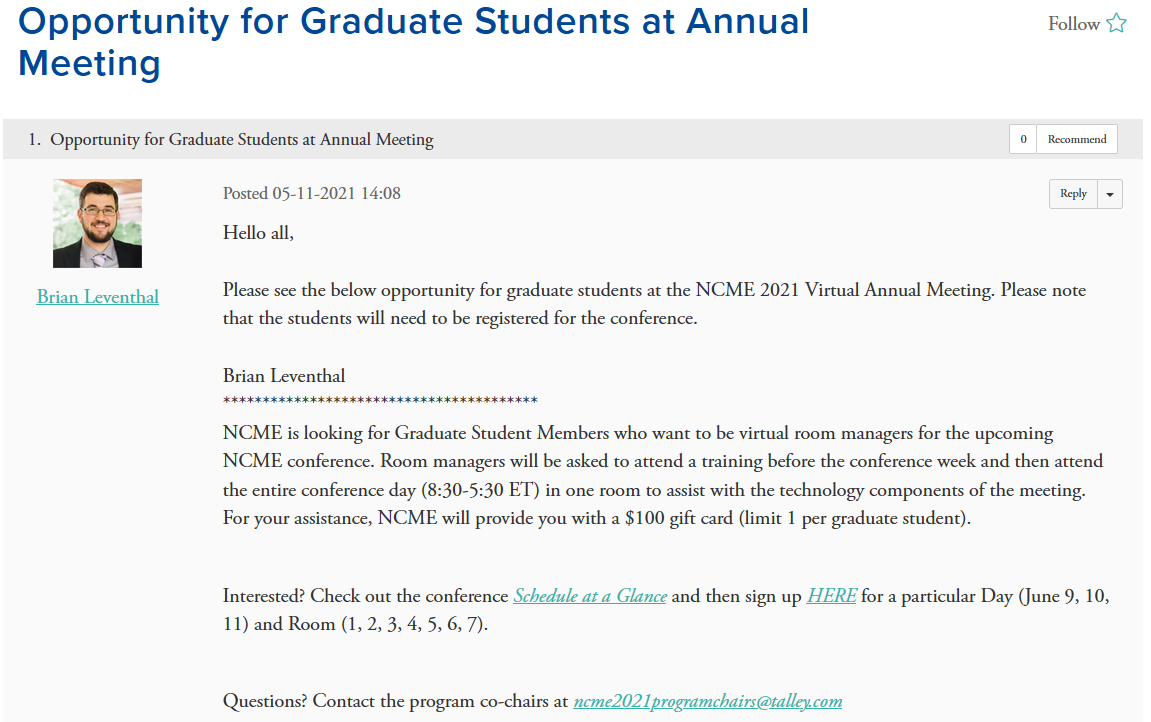 Opportunity for Graduate Students at Annual
Meeting
Follow
1. Opportunity for Graduate Students at Annual Meeting
0 Recommend
Posted 05-11-2021 14:08
Reply
Hello all,
Brian Leventhal
Please see the below opportunity for graduate students at the NCME 2021 Virtual Annual Meeting. Please note
that the students will need to be registered for the conference.
Brian Leventhal
****************************************
NCME is looking for Graduate Student Members who want to be virtual room managers for the upcoming
NCME conference. Room managers will be asked to attend a training before the conference week and then attend
the entire conference day (8:30-5:30 ET) in one room to assist with the technology components of the meeting.
For your assistance, NCME will provide you with a $100 gift card (limit 1 per graduate student).
Interested? Check out the conference Schedule at a Glance and then sign up HERE for a particular Day (June 9, 10,
11) and Room (1, 2, 3, 4, 5, 6, 7).
Questions? Contact the program co-chairs at ncme2021programchairs@talley.com